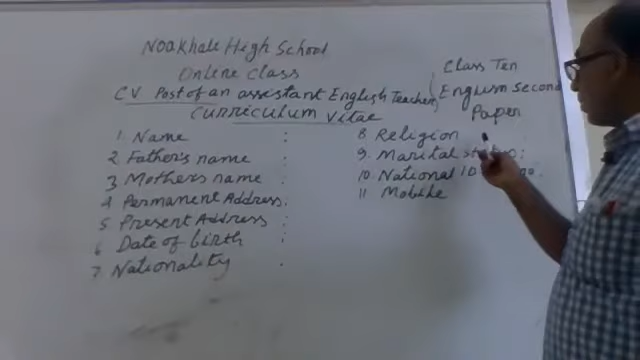 Noakhali High School
Online Class
CV Post of an assistant English Teacher
Curriculum vitae
Class Ten
English Second
Paper
1 Name :
2 Father's name :
3 Mother's name :
4 Permanent Address :
5 Present Address :
6 Date of birth :
7 Nationality :
8 Religion
9. Marital status :
10. National ID no.
11 Mobile